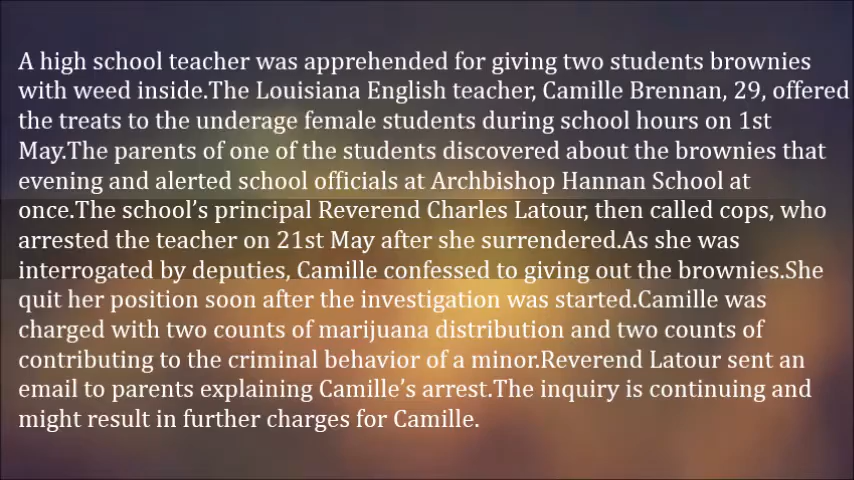 A high school teacher was apprehended for giving two students brownies
with weed inside.The Louisiana English teacher, Camille Brennan, 29, offered
the treats to the underage female students during school hours on 1st
May.The parents of one of the students discovered about the brownies that
evening and alerted school officials at Archbishop Hannan School at
once.The school’s principal Reverend Charles Latour, then called cops, who
arrested the teacher on 21st May after she surrendered.As she was
interrogated by deputies, Camille confessed to giving out the brownies.She
quit her position soon after the investigation was started.Camille was
charged with two counts of marijuana distribution and two counts of
contributing to the criminal behavior of a minor.Reverend Latour sent an
email to parents explaining Camille’s arrest.The inquiry is continuing and
might result in further charges for Camille.